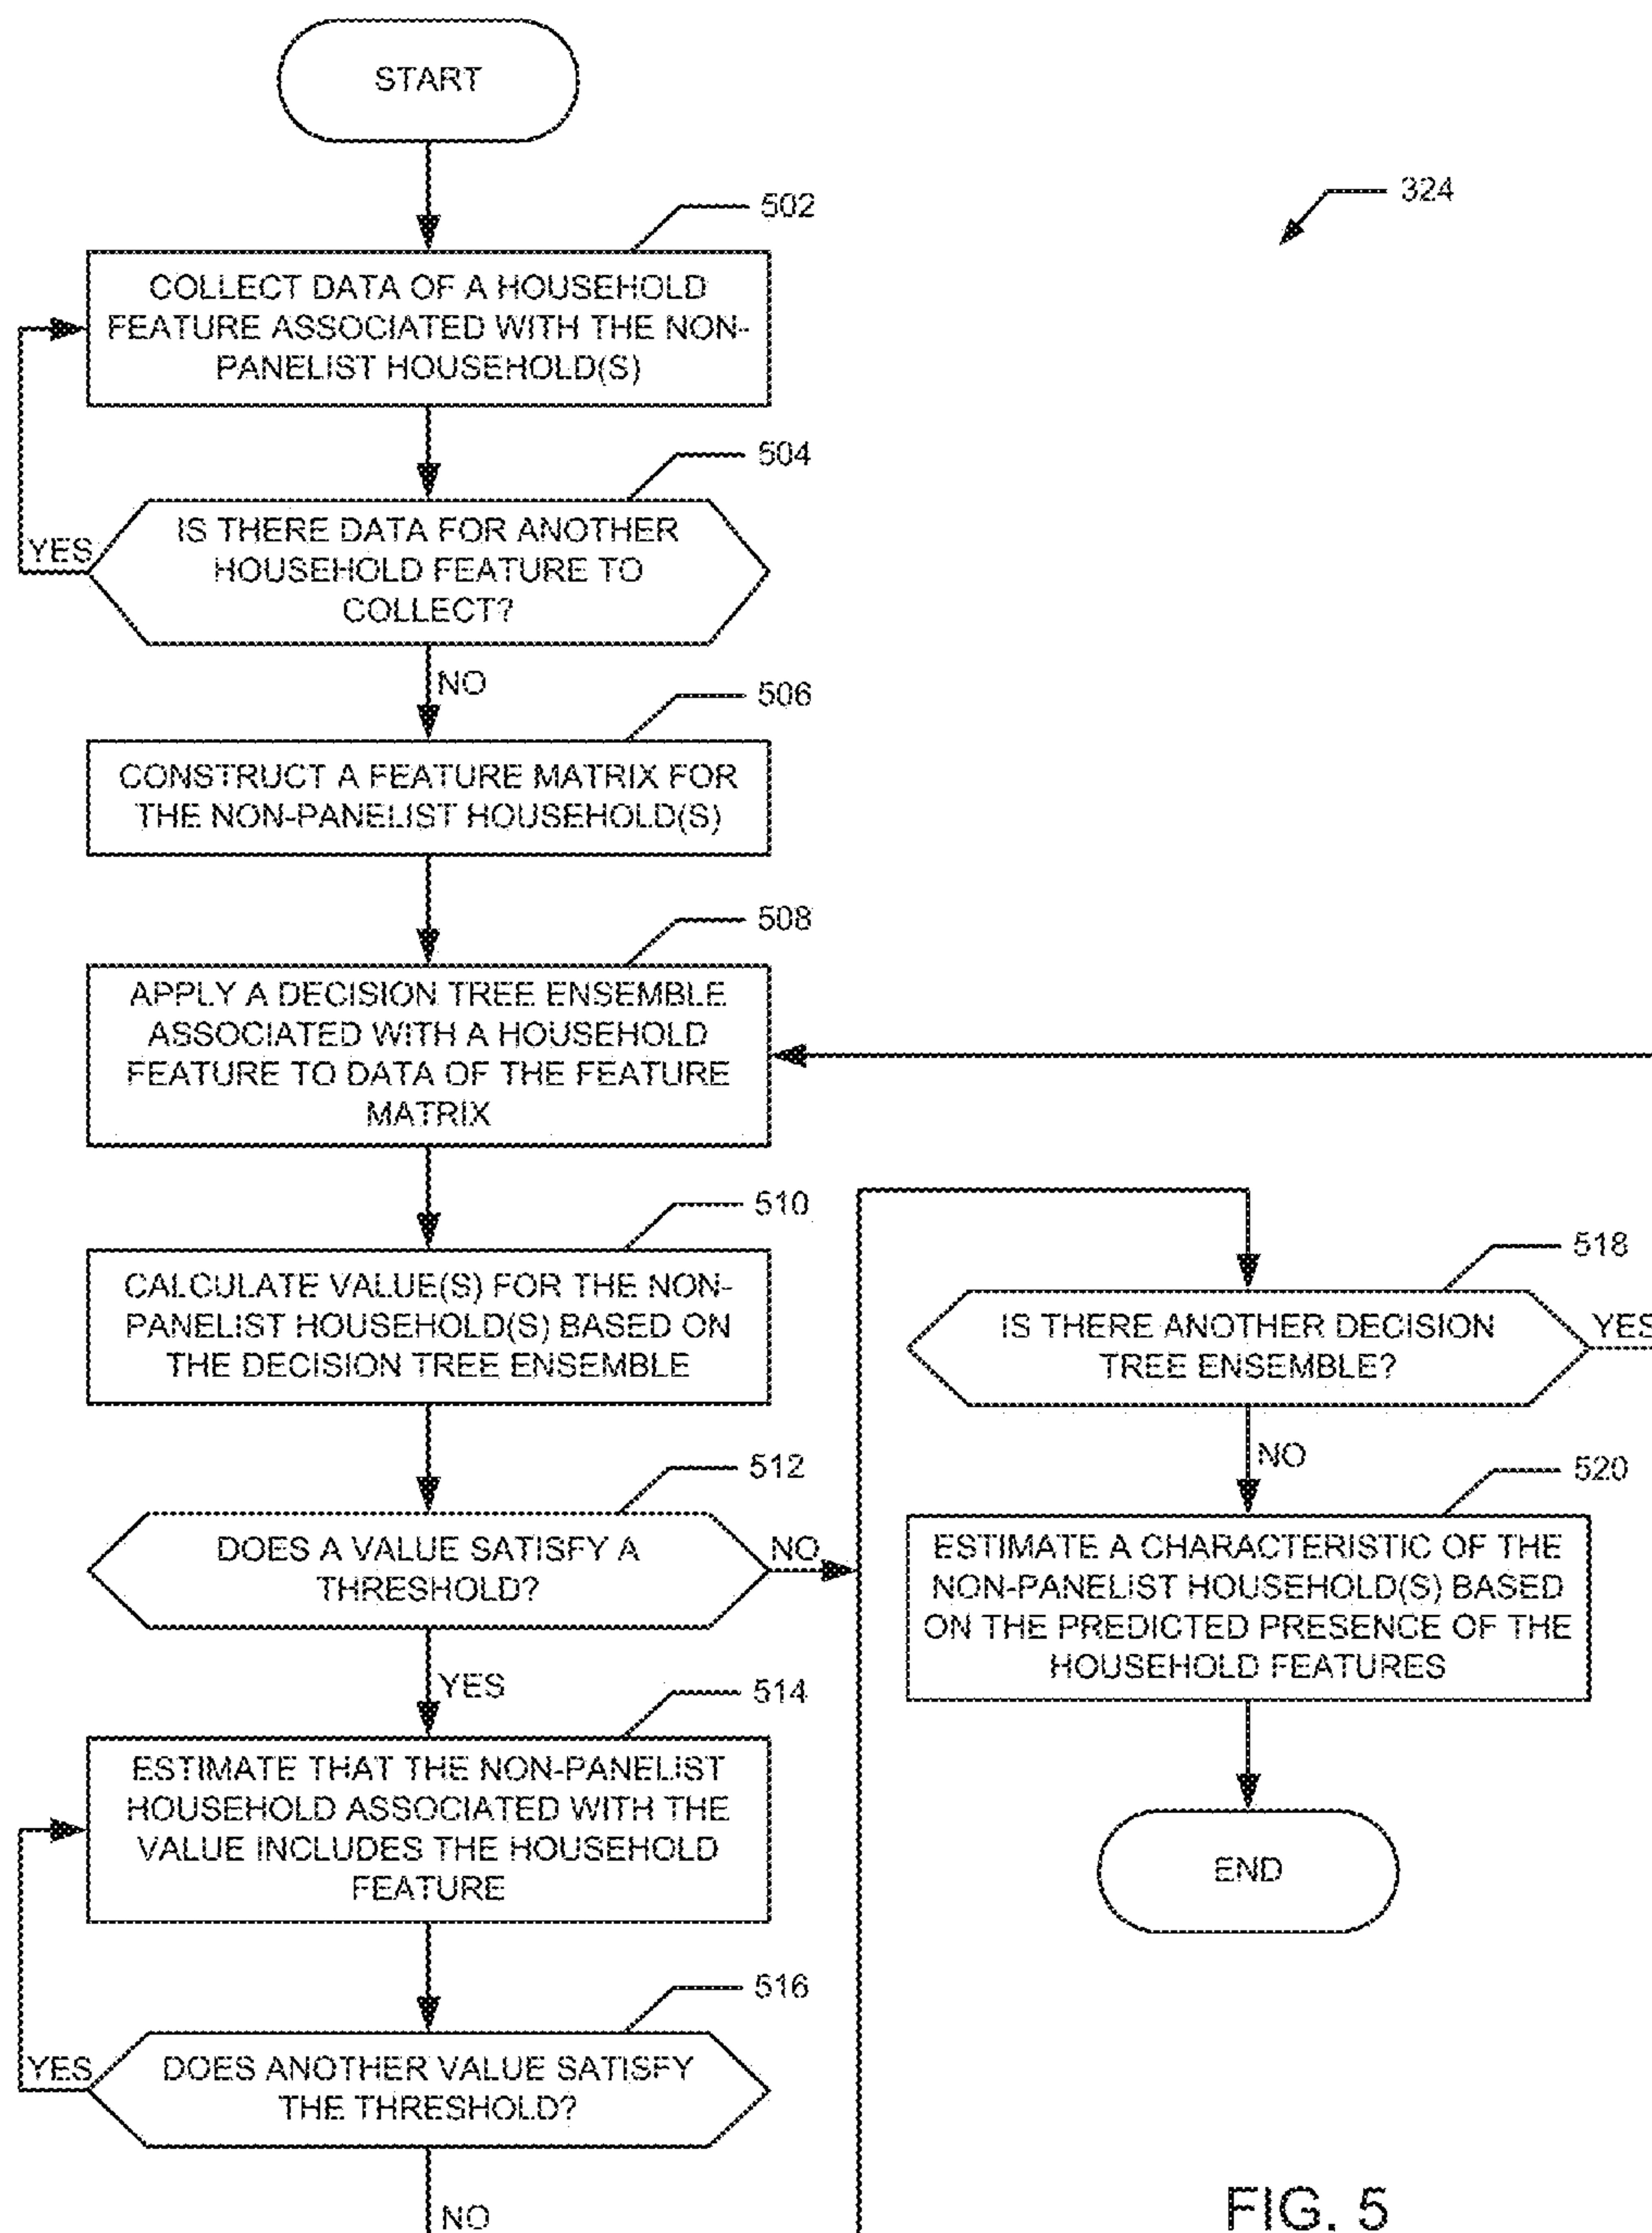 START
324
502
COLLECT DATA OF A HOUSEHOLD
FEATURE ASSOCIATED WITH THE NON-
PANELIST HOUSEHOLD(S)
504
IS THERE DATA FOR ANOTHER
HOUSEHOLD FEATURE TO
COLLECT?
YES
NO
506
CONSTRUCT A FEATURE MATRIX FOR
THE NON-PANELIST HOUSEHOLD(S)
508
APPLY A DECISION TREE ENSEMBLE
ASSOCIATED WITH A HOUSEHOLD
FEATURE TO DATA OF THE FEATURE
MATRIX
510
CALCULATE VALUE(S) FOR THE NON-
PANELIST HOUSEHOLD(S) BASED ON
THE DECISION TREE ENSEMBLE
512
DOES A VALUE SATISFY A
THRESHOLD?
NO
YES
514
ESTIMATE THAT THE NON-PANELIST
HOUSEHOLD ASSOCIATED WITH THE
VALUE INCLUDES THE HOUSEHOLD
FEATURE
516
DOES ANOTHER VALUE SATISFY
THE THRESHOLD?
YES
NO
518
IS THERE ANOTHER DECISION
TREE ENSEMBLE?
YES
NO
520
ESTIMATE A CHARACTERISTIC OF THE
NON-PANELIST HOUSEHOLD(S) BASED
ON THE PREDICTED PRESENCE OF THE
HOUSEHOLD FEATURES
END
FIG. 5